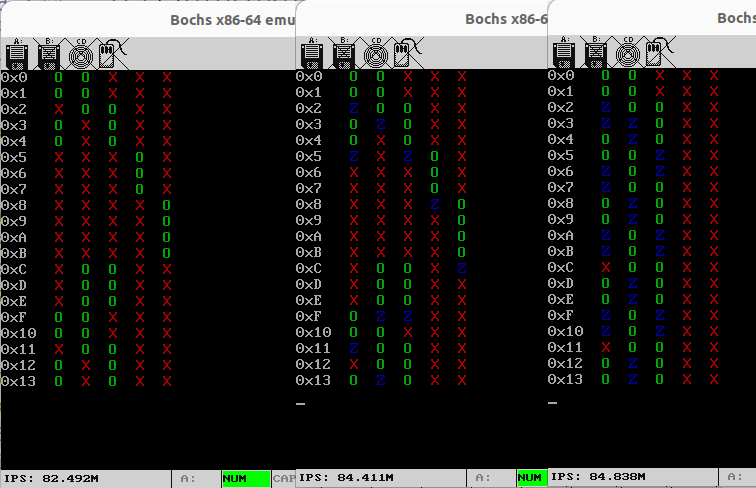 Bochs x86-64 emu
A: B: CD
0x0 0 0 X X X
0x1 0 0 X X X
0x2 X 0 0 X X
0x3 0 X 0 X X
0x4 0 X 0 X X
0x5 X X X 0 X
0x6 X X X 0 X
0x7 X X X 0 X
0x8 X X X X 0
0x9 X X X X 0
0xA X X X X 0
0xB X X X X 0
0xC X 0 0 X X
0xD X 0 0 X X
0xE X 0 0 X X
0xF 0 0 X X X
0x10 0 0 X X X
0x11 X 0 0 X X
0x12 0 X 0 X X
0x13 0 X 0 X X
IPS: 82.492M A: NUM CAP
Bochs x86-6
A: B: CD
0x0 0 0 X X X
0x1 0 0 X X X
0x2 Z 0 0 X X
0x3 0 Z 0 X X
0x4 0 X 0 X X
0x5 Z X Z 0 X
0x6 X X X 0 X
0x7 X X X 0 X
0x8 X X X Z 0
0x9 X X X X 0
0xA X X X X 0
0xB X X X X 0
0xC X 0 0 X Z
0xD X 0 0 X X
0xE X 0 0 X X
0xF 0 Z Z X X
0x10 0 0 X X X
0x11 Z 0 0 X X
0x12 X 0 0 X X
0x13 0 Z 0 X X
IPS: 84.411M A: NUM
Bochs
A: B: CD
0x0 0 0 X X X
0x1 0 0 X X X
0x2 Z 0 0 X X
0x3 Z Z 0 X X
0x4 0 Z 0 X X
0x5 0 0 Z X X
0x6 Z 0 Z X X
0x7 Z 0 0 X X
0x8 0 Z 0 X X
0x9 0 Z 0 X X
0xA Z 0 Z X X
0xB Z 0 Z X X
0xC X 0 0 X X
0xD 0 Z 0 X X
0xE 0 Z 0 X X
0xF Z 0 Z X X
0x10 Z 0 Z X X
0x11 X 0 0 X X
0x12 0 Z 0 X X
0x13 0 Z 0 X X
IPS: 84.838M A: